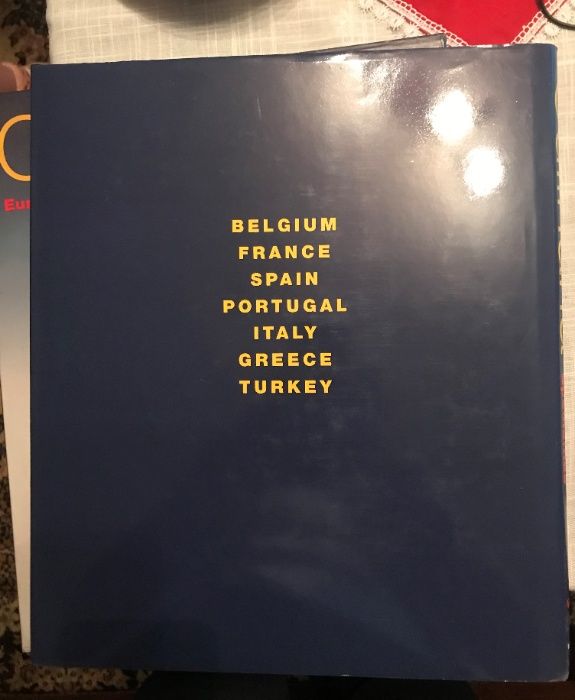 BELGIUM
FRANCE
SPAIN
PORTUGAL
ITALY
GREECE
TURKEY